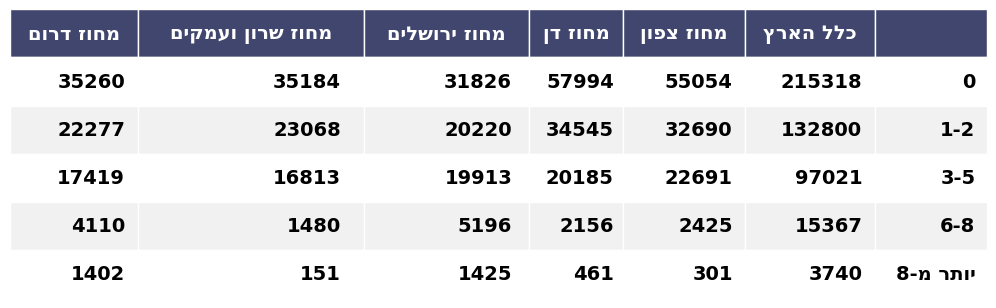 כלל הארץ מחוז צפון מחוז דן מחוז ירושלים מחוז שרון ועמקים מחוז דרום
0 215318 55054 57994 31826 35184 35260
1-2 132800 32690 34545 20220 23068 22277
3-5 97021 22691 20185 19913 16813 17419
6-8 15367 2425 2156 5196 1480 4110
יותר מ-8 3740 301 461 1425 151 1402